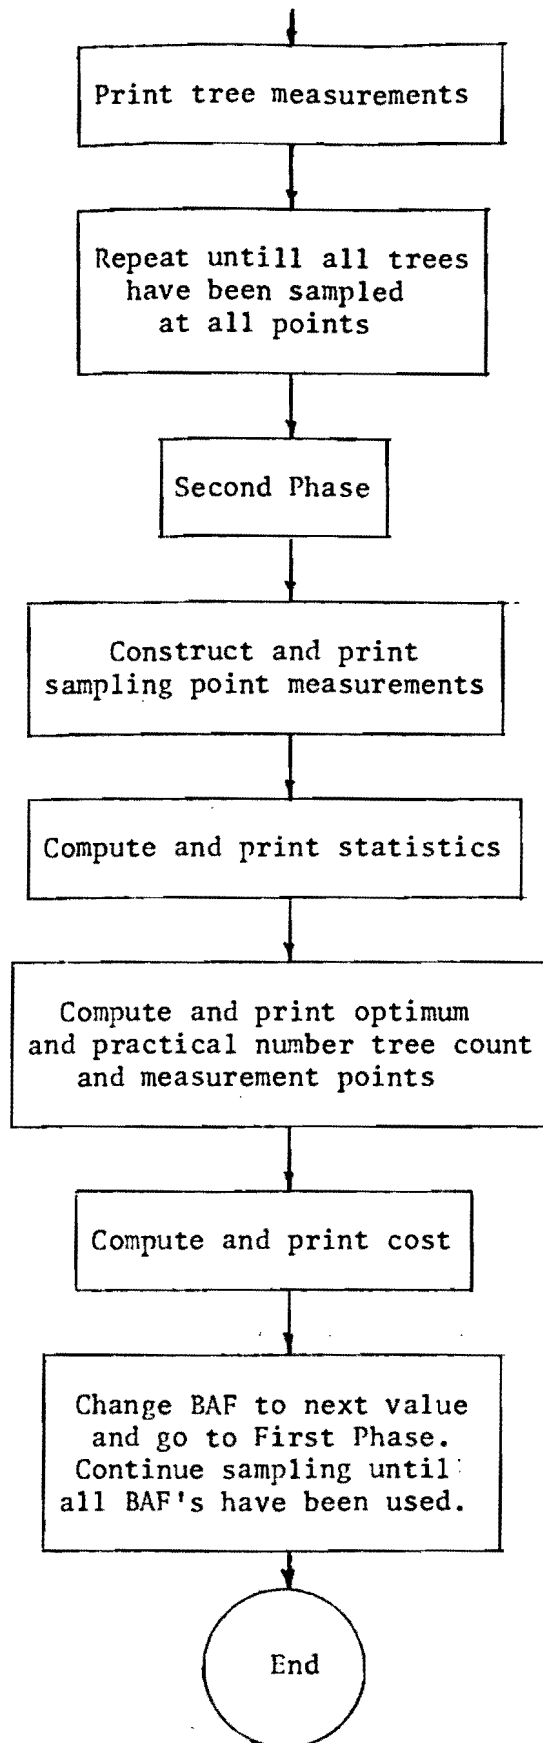 Print tree measurements
Repeat untill all trees
have been sampled
at all points
Second Phase
Construct and print
sampling point measurements
Compute and print statistics
Compute and print optimum
and practical number tree count
and measurement points
Compute and print cost
Change BAF to next value
and go to First Phase.
Continue sampling until
all BAF's have been used.
End